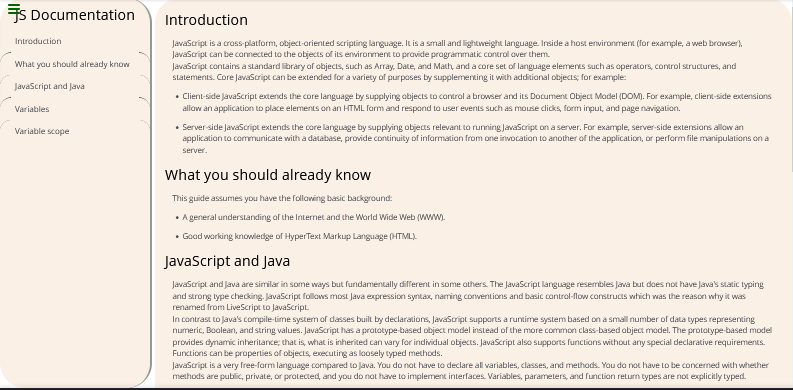 JS Documentation
Introduction
What you should already know
JavaScript and Java
Variables
Variable scope
Introduction
JavaScript is a cross-platform, object-oriented scripting language. It is a small and lightweight language. Inside a host environment (for example, a web browser),
JavaScript can be connected to the objects of its environment to provide programmatic control over them.
JavaScript contains a standard library of objects, such as Array, Date, and Math, and a core set of language elements such as operators, control structures, and
statements. Core JavaScript can be extended for a variety of purposes by supplementing it with additional objects; for example:
• Client-side JavaScript extends the core language by supplying objects to control a browser and its Document Object Model (DOM). For example, client-side extensions
allow an application to place elements on an HTML form and respond to user events such as mouse clicks, form input, and page navigation.
• Server-side JavaScript extends the core language by supplying objects relevant to running JavaScript on a server. For example, server-side extensions allow an
application to communicate with a database, provide continuity of information from one invocation to another of the application, or perform file manipulations on a
server.
What you should already know
This guide assumes you have the following basic background:
• A general understanding of the Internet and the World Wide Web (WWW).
• Good working knowledge of HyperText Markup Language (HTML).
JavaScript and Java
JavaScript and Java are similar in some ways but fundamentally different in some others. The JavaScript language resembles Java but does not have Java's static typing
and strong type checking. JavaScript follows most Java expression syntax, naming conventions and basic control-flow constructs which was the reason why it was
renamed from LiveScript to JavaScript.
In contrast to Java's compile-time system of classes built by declarations, JavaScript supports a runtime system based on a small number of data types representing
numeric, Boolean, and string values. JavaScript has a prototype-based object model instead of the more common class-based object model. The prototype-based model
provides dynamic inheritance; that is, what is inherited can vary for individual objects. JavaScript also supports functions without any special declarative requirements.
Functions can be properties of objects, executing as loosely typed methods.
JavaScript is a very free-form language compared to Java. You do not have to declare all variables, classes, and methods. You do not have to be concerned with whether
methods are public, private, or protected, and you do not have to implement interfaces. Variables, parameters, and function return types are not explicitly typed.